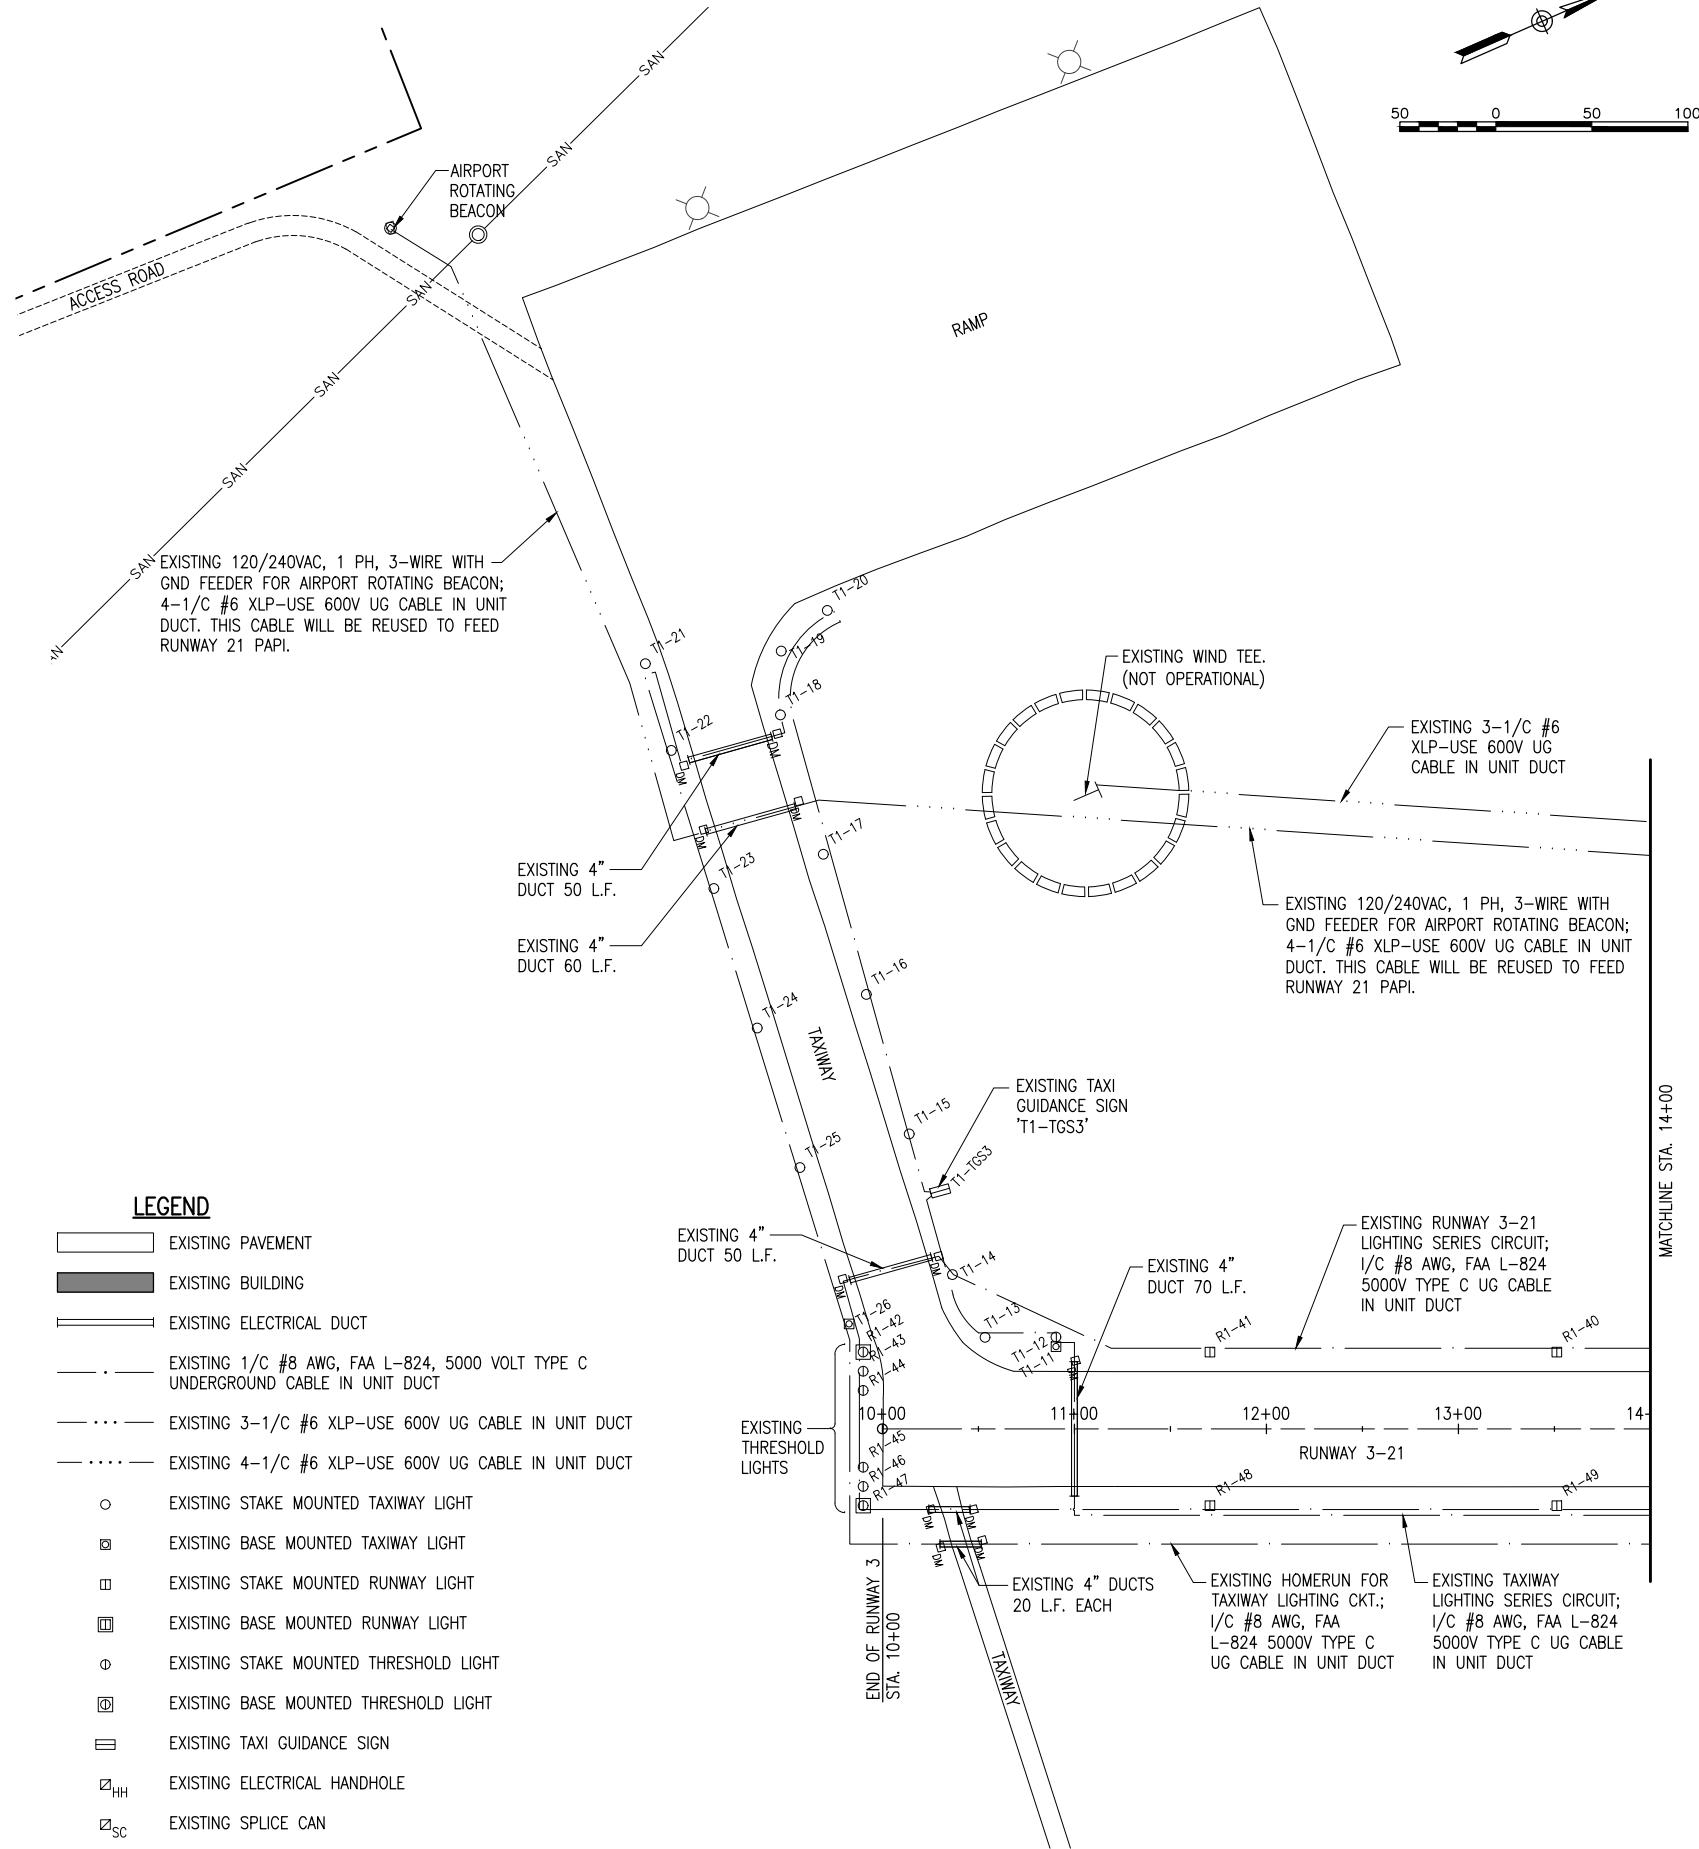 50 0 50 100
SAN
SAN
AIRPORT
ROTATING
BEACON
ACCESS ROAD
SAN
RAMP
SAN
SAN
SAN
EXISTING 120/240VAC, 1 PH, 3-WIRE WITH
GND FEEDER FOR AIRPORT ROTATING BEACON;
4-1/C #6 XLP-USE 600V UG CABLE IN UNIT
DUCT. THIS CABLE WILL BE REUSED TO FEED
RUNWAY 21 PAPI.
T1-20
T1-19
T1-21
T1-18
T1-22
DM
DM
EXISTING WIND TEE.
(NOT OPERATIONAL)
EXISTING 3-1/C #6
XLP-USE 600V UG
CABLE IN UNIT DUCT
DM
DM
T1-17
T1-23
EXISTING 4"
DUCT 50 L.F.
EXISTING 4"
DUCT 60 L.F.
EXISTING 120/240VAC, 1 PH, 3-WIRE WITH
GND FEEDER FOR AIRPORT ROTATING BEACON;
4-1/C #6 XLP-USE 600V UG CABLE IN UNIT
DUCT. THIS CABLE WILL BE REUSED TO FEED
RUNWAY 21 PAPI.
T1-16
T1-24
TAXIWAY
EXISTING TAXI
GUIDANCE SIGN
'T1-TGS3'
T1-15
T1-25
T1-TGS3
MATCHLINE STA. 14+00
EXISTING 4"
DUCT 50 L.F.
DM
DM
T1-14
EXISTING 4"
DUCT 70 L.F.
EXISTING RUNWAY 3-21
LIGHTING SERIES CIRCUIT;
1/C #8 AWG, FAA L-824
5000V TYPE C UG CABLE
IN UNIT DUCT
T1-26
T1-13
T1-12
T1-11
DM
R1-42
R1-43
R1-44
R1-41
R1-40
10+00 11+00 12+00 13+00 14-
EXISTING
THRESHOLD
LIGHTS
RUNWAY 3-21
R1-45
R1-46
R1-47
R1-48
R1-49
DM
DM
DM
DM
EXISTING 4" DUCTS
20 L.F. EACH
EXISTING HOMERUN FOR
TAXIWAY LIGHTING CKT.;
1/C #8 AWG, FAA
L-824 5000V TYPE C
UG CABLE IN UNIT DUCT
EXISTING TAXIWAY
LIGHTING SERIES CIRCUIT;
1/C #8 AWG, FAA L-824
5000V TYPE C UG CABLE
IN UNIT DUCT
END OF RUNWAY 3
STA. 10+00
TAXIWAY
LEGEND
EXISTING PAVEMENT
EXISTING BUILDING
EXISTING ELECTRICAL DUCT
EXISTING 1/C #8 AWG, FAA L-824, 5000 VOLT TYPE C
UNDERGROUND CABLE IN UNIT DUCT
EXISTING 3-1/C #6 XLP-USE 600V UG CABLE IN UNIT DUCT
EXISTING 4-1/C #6 XLP-USE 600V UG CABLE IN UNIT DUCT
EXISTING STAKE MOUNTED TAXIWAY LIGHT
EXISTING BASE MOUNTED TAXIWAY LIGHT
EXISTING STAKE MOUNTED RUNWAY LIGHT
EXISTING BASE MOUNTED RUNWAY LIGHT
EXISTING STAKE MOUNTED THRESHOLD LIGHT
EXISTING BASE MOUNTED THRESHOLD LIGHT
EXISTING TAXI GUIDANCE SIGN
HH EXISTING ELECTRICAL HANDHOLE
SC EXISTING SPLICE CAN